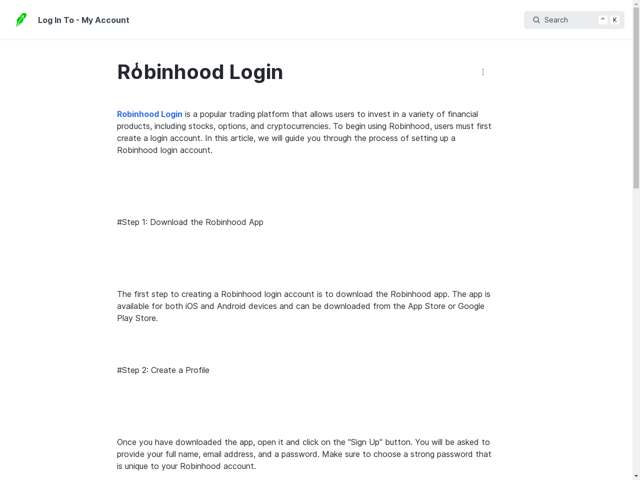 Log In To - My Account
Search
⌃ K
Rȯbinhood Login
Robinhood Login is a popular trading platform that allows users to invest in a variety of financial
products, including stocks, options, and cryptocurrencies. To begin using Robinhood, users must first
create a login account. In this article, we will guide you through the process of setting up a
Robinhood login account.
#Step 1: Download the Robinhood App
The first step to creating a Robinhood login account is to download the Robinhood app. The app is
available for both iOS and Android devices and can be downloaded from the App Store or Google
Play Store.
#Step 2: Create a Profile
Once you have downloaded the app, open it and click on the "Sign Up" button. You will be asked to
provide your full name, email address, and a password. Make sure to choose a strong password that
is unique to your Robinhood account.